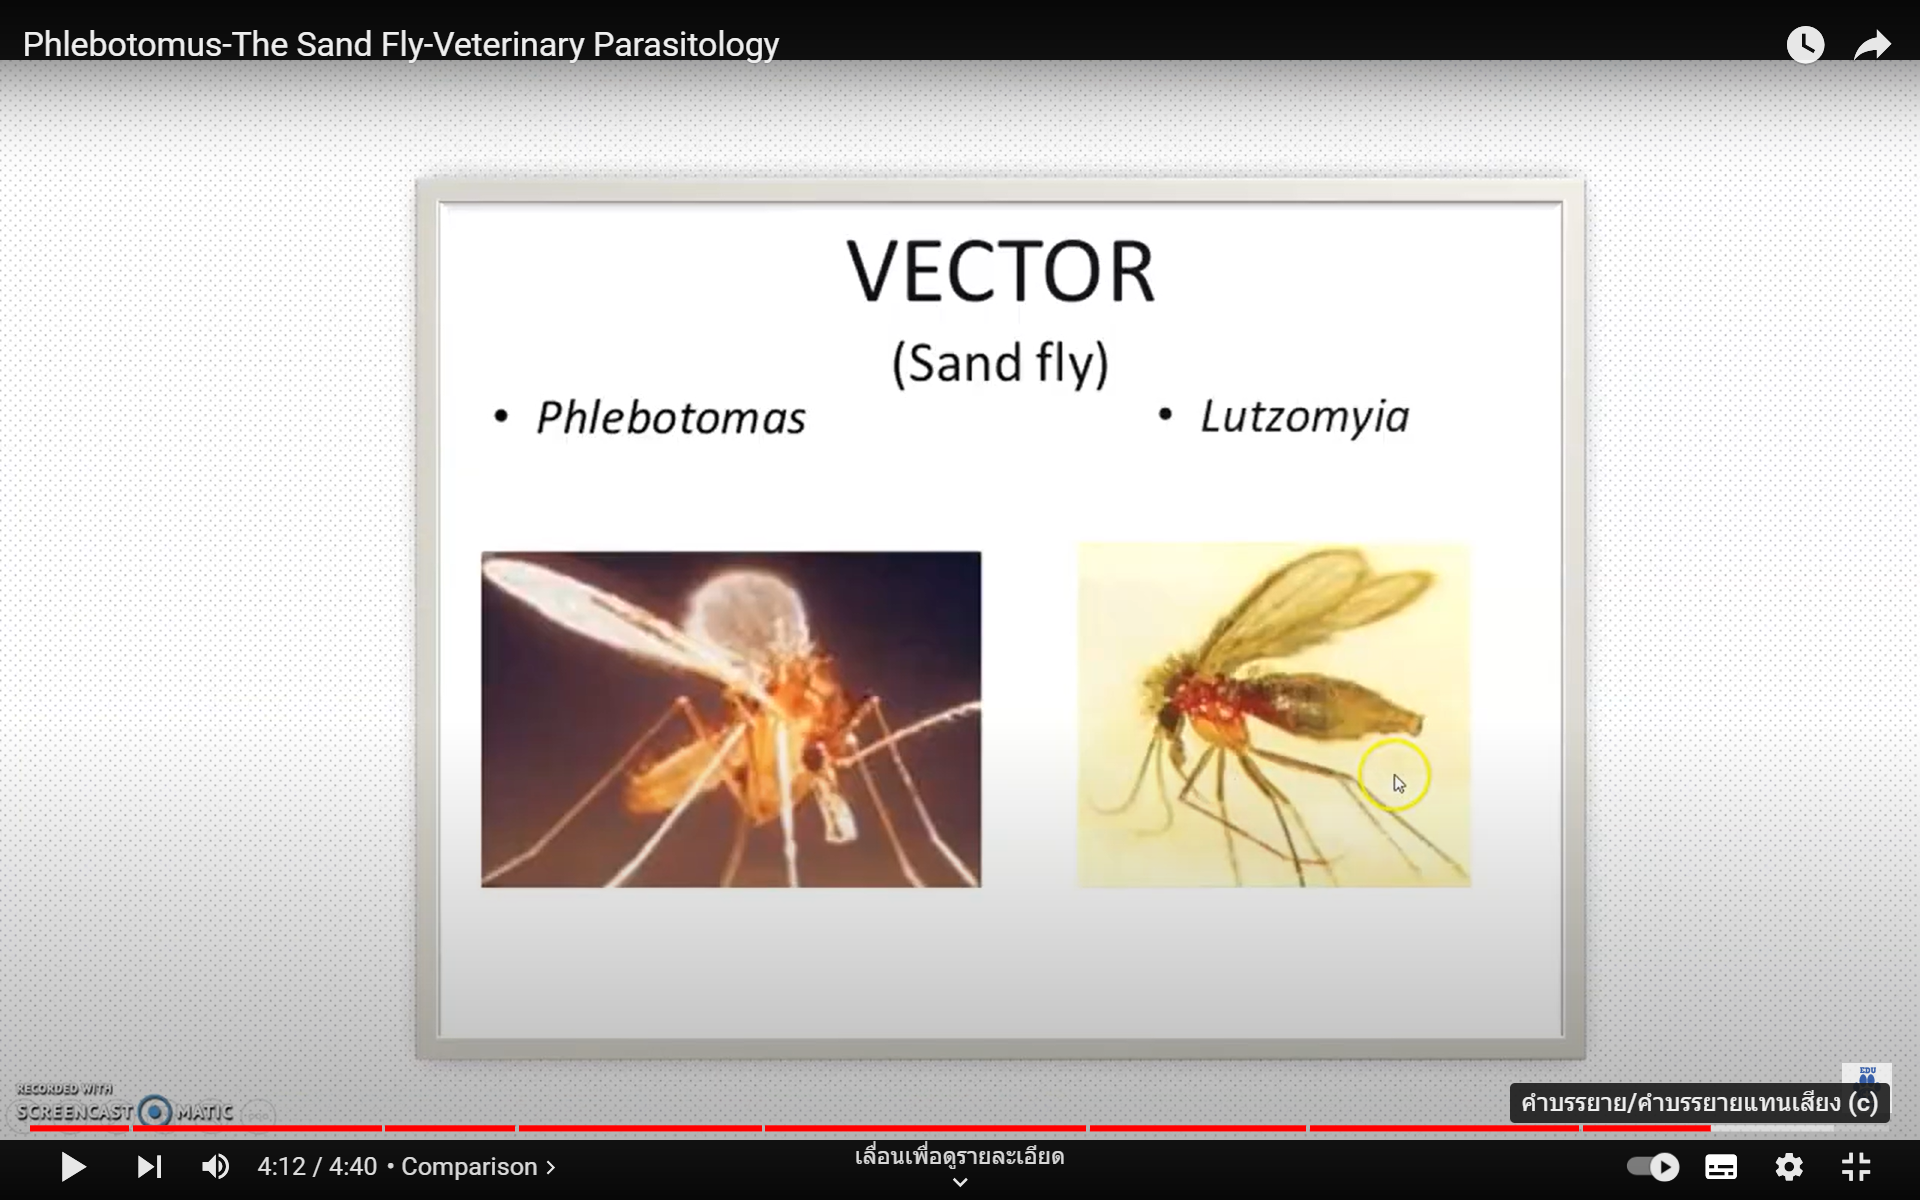 Phlebotomus-The Sand Fly-Veterinary Parasitology
VECTOR
(Sand fly)
• Phlebotomas
• Lutzomyia
RECORDED WITH
SCREENCAST MATIC
EDU
คำบรรยาย/คำบรรยายแทนเสียง (c)
4:12 / 4:40 • Comparison
เลื่อนเพื่อดูรายละเอียด